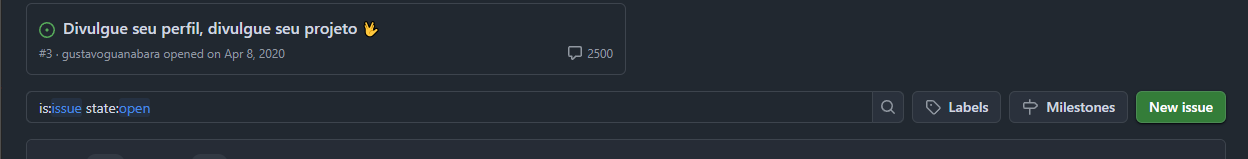 Divulgue seu perfil, divulgue seu projeto 🖖
#3 · gustavoguanabara opened on Apr 8, 2020 2500
is:issue state:open Labels Milestones New issue